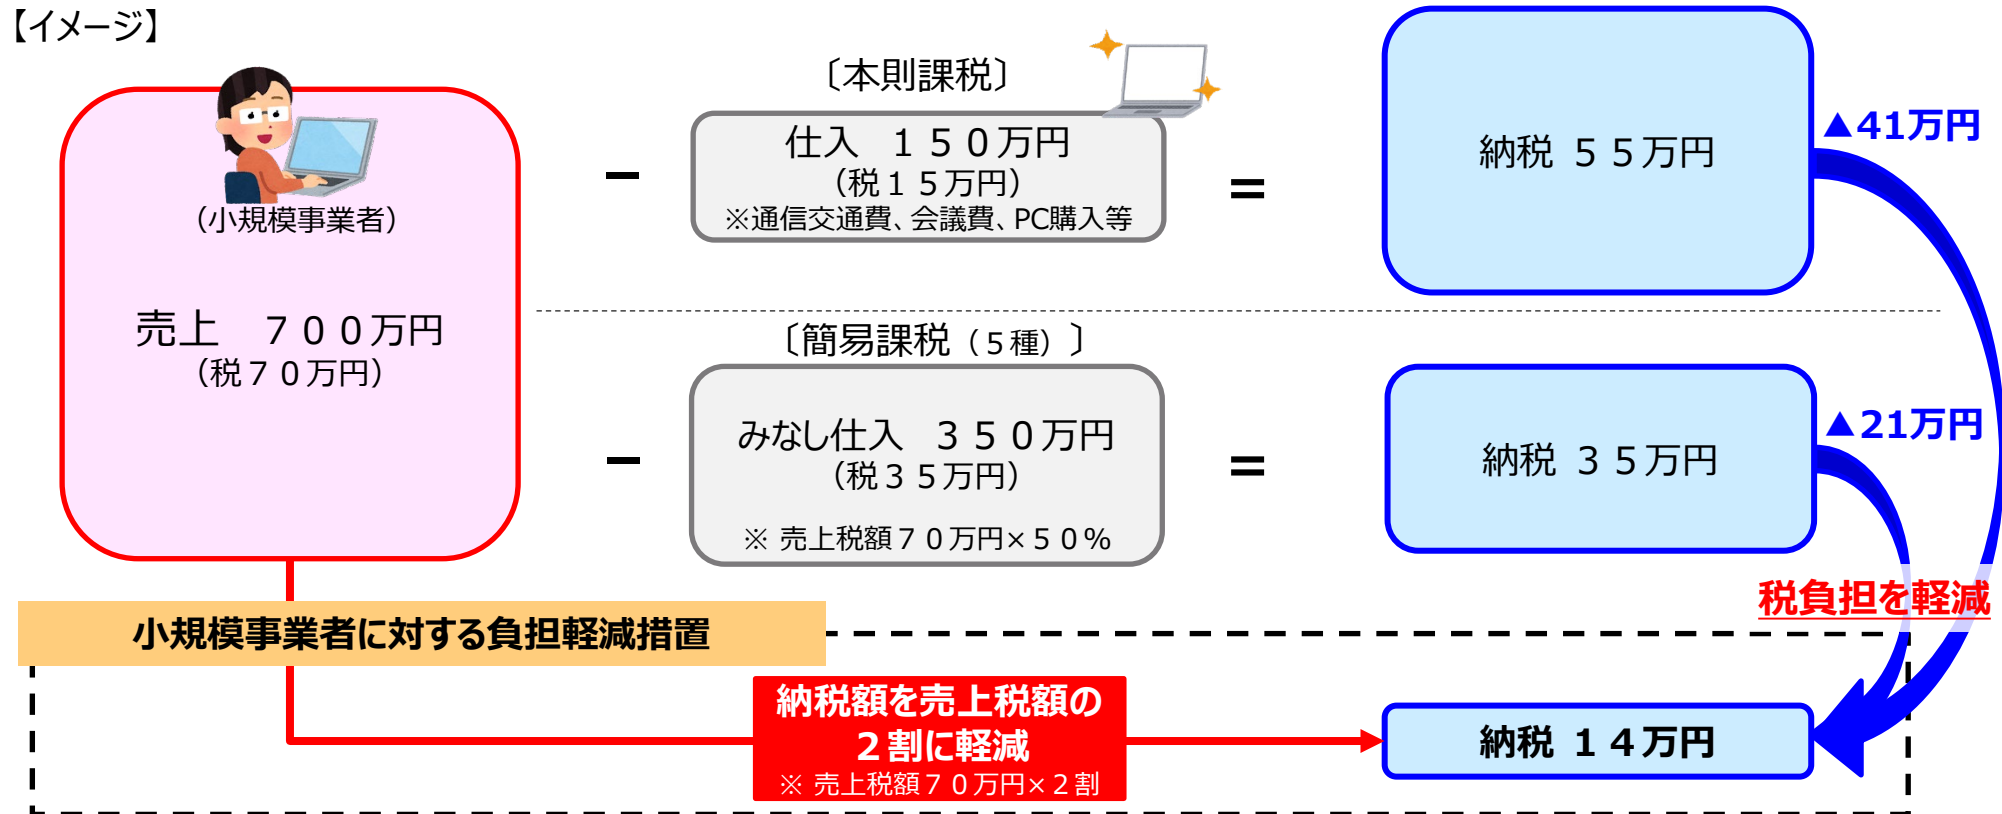 【イメージ】
(小規模事業者)
売上 ７００万円
(税７０万円)
〔本則課税〕
－
仕入 １５０万円
(税１５万円)
※通信交通費、会議費、PC購入等
＝
納税 ５５万円
▲41万円
〔簡易課税（５種）〕
－
みなし仕入 ３５０万円
(税３５万円)
※ 売上税額７０万円×５０%
＝
納税 ３５万円
▲21万円
税負担を軽減
小規模事業者に対する負担軽減措置
納税額を売上税額の
２割に軽減
※ 売上税額７０万円×２割
納税 １４万円